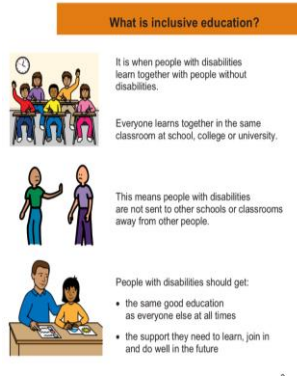 What is inclusive education?
It is when people with disabilities
learn together with people without
disabilities.
Everyone learns together in the same
classroom at school, college or university.
This means people with disabilities
are not sent to other schools or classrooms
away from other people.
People with disabilities should get:
• the same good education
as everyone else at all times
• the support they need to learn, join in
and do well in the future